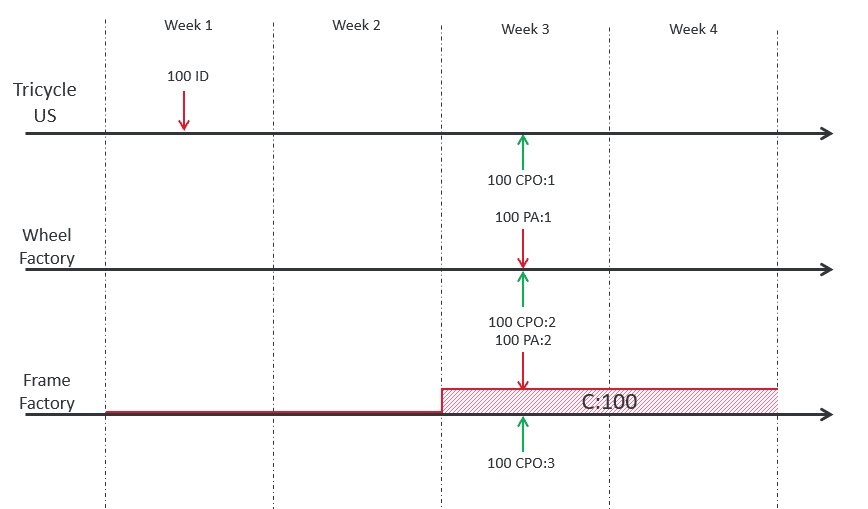 Week 1
Week 2
Week 3
Week 4
100 ID
Tricycle
US
100 CPO:1
100 PA:1
Wheel
Factory
100 CPO:2
100 PA:2
Frame
Factory
C:100
100 CPO:3